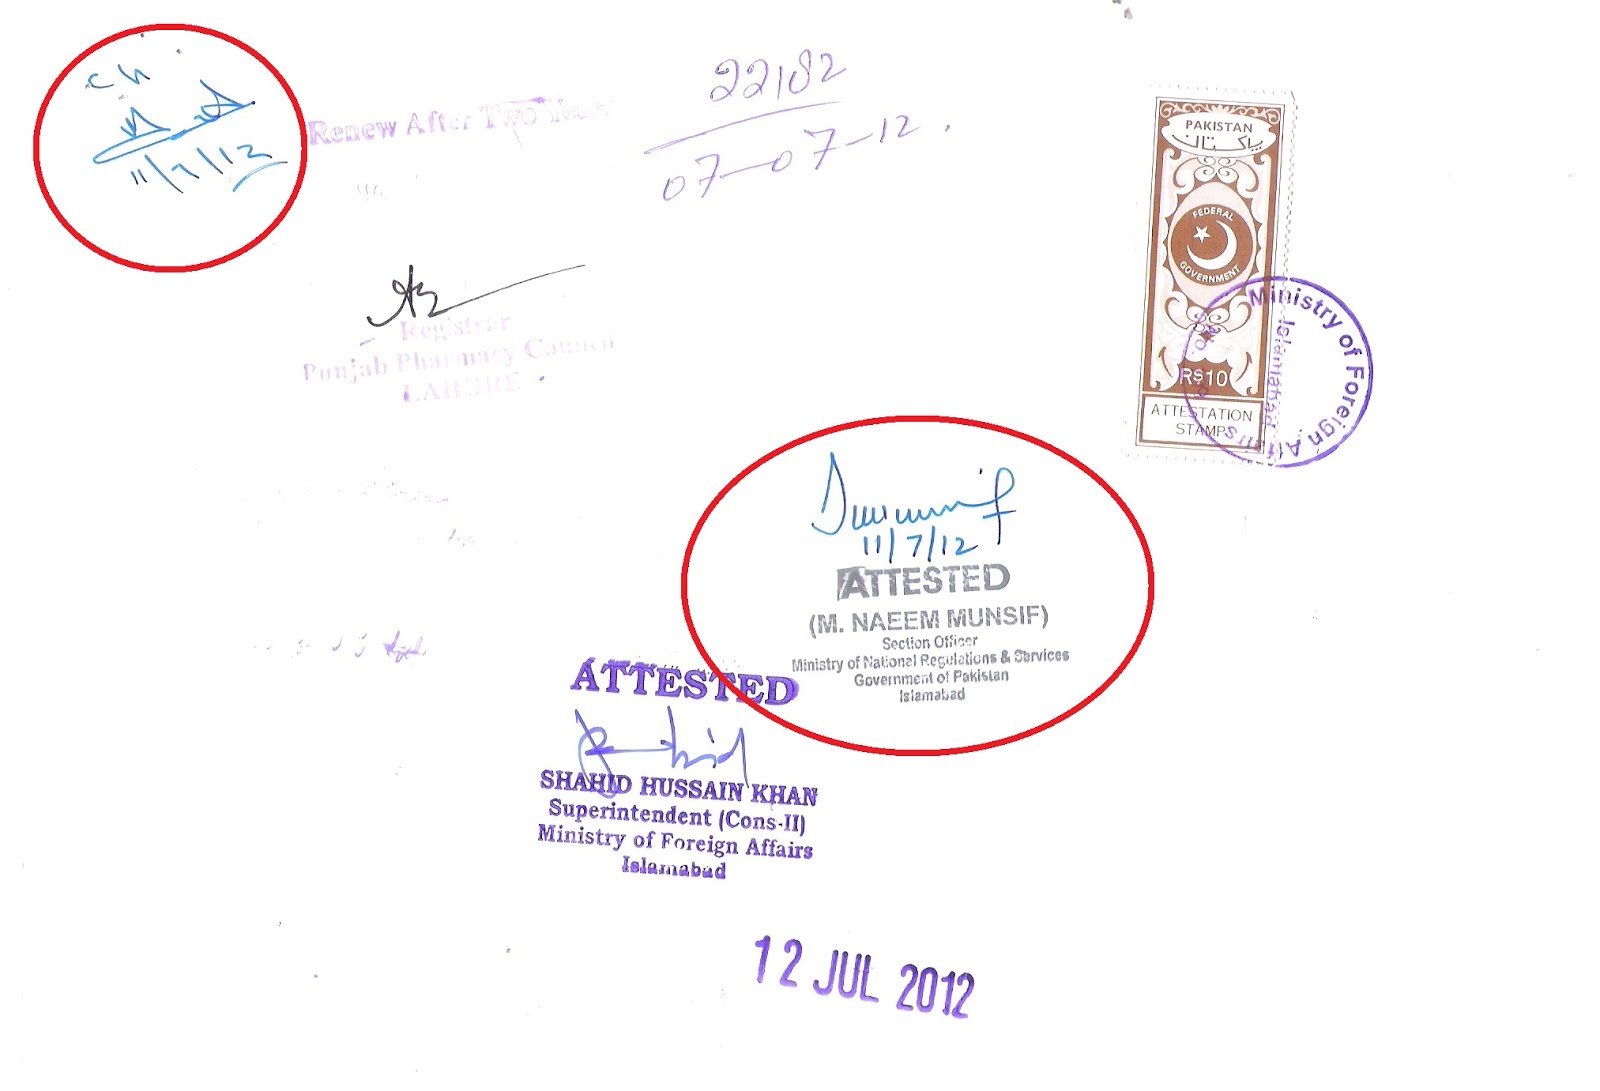 CH
11/7/12
Renew After Two Years
22182
07-07-12.
Registrar
Punjab Pharmacy Council
LAHORE
PAKISTAN
پاکستان
FEDERAL
GOVERNMENT
RS10
ATTESTATION
STAMP
Ministry of Foreign Affairs
Islamabad
11/7/12
ATTESTED
(M. NAEEM MUNSIF)
Section Officer
Ministry of National Regulations & Services
Government of Pakistan
Islamabad
ATTESTED
SHAHID HUSSAIN KHAN
Superintendent (Cons-II)
Ministry of Foreign Affairs
Islamabad
12 JUL 2012